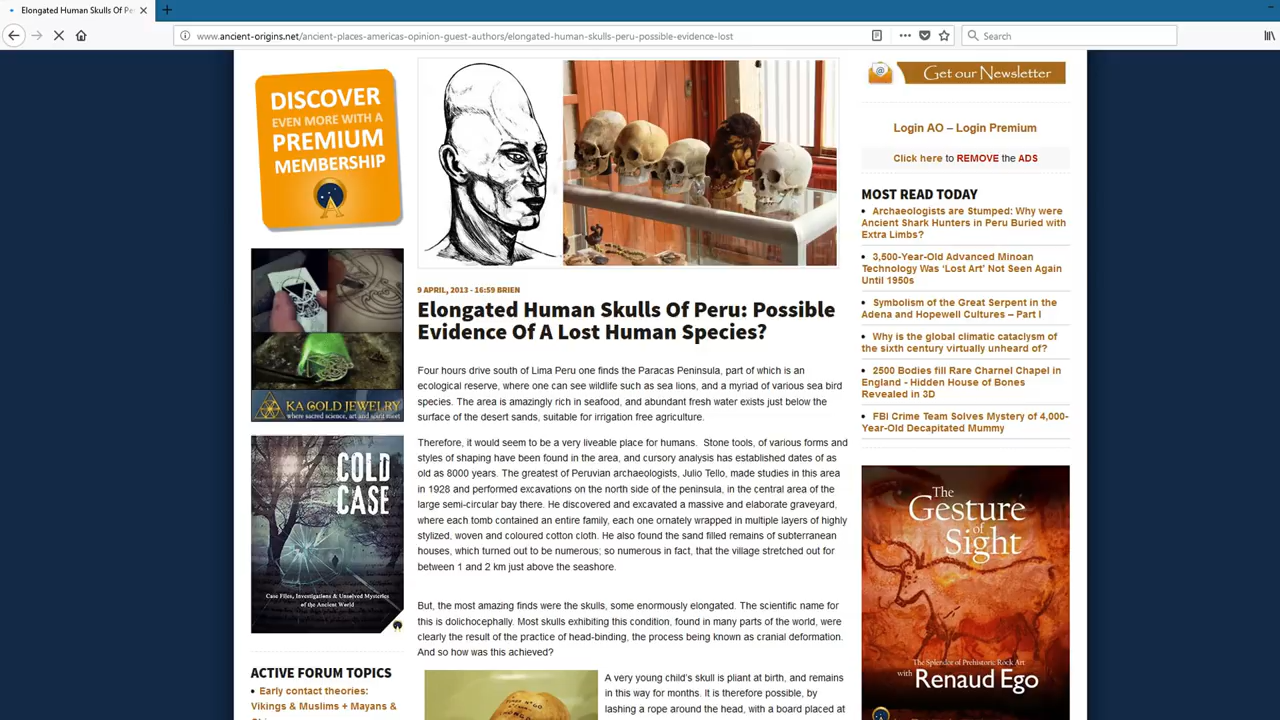 Elongated Human Skulls Of Pe
www.ancient-origins.net/ancient-places-americas-opinion-guest-authors/elongated-human-skulls-peru-possible-evidence-lost
Search
DISCOVER
EVEN MORE WITH A
PREMIUM
MEMBERSHIP
KA GOLD JEWELRY
where sacred science, art and spirit meet
COLD
CASE
Case Files, Investigations & Unsolved Mysteries
of the Ancient World
ACTIVE FORUM TOPICS
Early contact theories:
Vikings & Muslims + Mayans &
9 APRIL, 2013 - 16:59 BRIEN
Elongated Human Skulls Of Peru: Possible
Evidence Of A Lost Human Species?
Four hours drive south of Lima Peru one finds the Paracas Peninsula, part of which is an
ecological reserve, where one can see wildlife such as sea lions, and a myriad of various sea bird
species. The area is amazingly rich in seafood, and abundant fresh water exists just below the
surface of the desert sands, suitable for irrigation free agriculture.
Therefore, it would seem to be a very liveable place for humans. Stone tools, of various forms and
styles of shaping have been found in the area, and cursory analysis has established dates of as
old as 8000 years. The greatest of Peruvian archaeologists, Julio Tello, made studies in this area
in 1928 and performed excavations on the north side of the peninsula, in the central area of the
large semi-circular bay there. He discovered and excavated a massive and elaborate graveyard,
where each tomb contained an entire family, each one ornately wrapped in multiple layers of highly
stylized, woven and coloured cotton cloth. He also found the sand filled remains of subterranean
houses, which turned out to be numerous; so numerous in fact, that the village stretched out for
between 1 and 2 km just above the seashore.
But, the most amazing finds were the skulls, some enormously elongated. The scientific name for
this is dolichocephally. Most skulls exhibiting this condition, found in many parts of the world, were
clearly the result of the practice of head-binding, the process being known as cranial deformation.
And so how was this achieved?
A very young child's skull is pliant at birth, and remains
in this way for months. It is therefore possible, by
lashing a rope around the head, with a board placed at
Get our Newsletter
Login AO – Login Premium
Click here to REMOVE the ADS
MOST READ TODAY
Archaeologists are Stumped: Why were
Ancient Shark Hunters in Peru Buried with
Extra Limbs?
3,500-Year-Old Advanced Minoan
Technology Was 'Lost Art' Not Seen Again
Until 1950s
Symbolism of the Great Serpent in the
Adena and Hopewell Cultures – Part I
Why is the global climatic cataclysm of
the sixth century virtually unheard of?
2500 Bodies fill Rare Charnel Chapel in
England - Hidden House of Bones
Revealed in 3D
FBI Crime Team Solves Mystery of 4,000-
Year-Old Decapitated Mummy
The
Gesture
of
Sight
The Splendor of Prehistoric Rock Art
with Renaud Ego